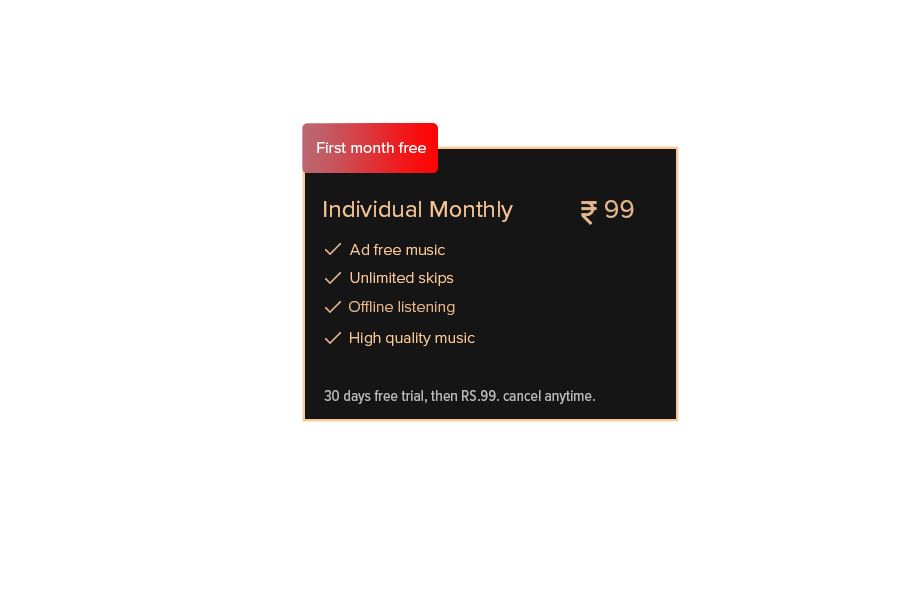 First month free
Individual Monthly ₹ 99
Ad free music
Unlimited skips
Offline listening
High quality music
30 days free trial, then RS.99. cancel anytime.